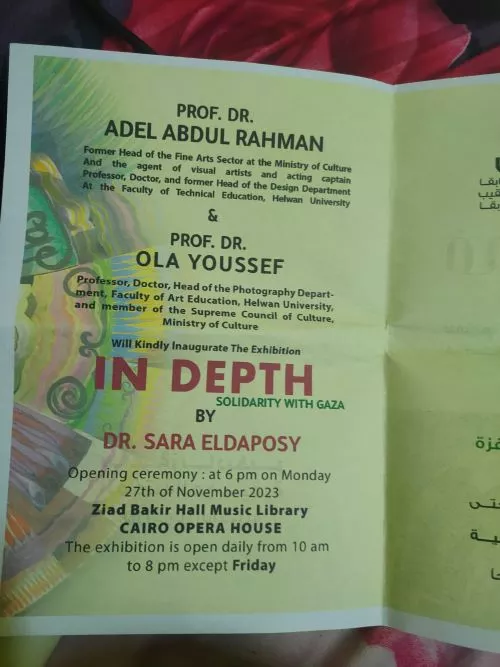 PROF. DR.
ADEL ABDUL RAHMAN
Former Head of the Fine Arts Sector at the Ministry of Culture
And the agent of visual artists and acting captain
Professor, Doctor, and former Head of the Design Department
At the Faculty of Technical Education, Helwan University
&
PROF. DR.
OLA YOUSSEF
Professor, Doctor, Head of the Photography Depart-
ment, Faculty of Art Education, Helwan University,
and member of the Supreme Council of Culture,
Ministry of Culture
Will Kindly Inaugurate The Exhibition
IN DEPTH
SOLIDARITY WITH GAZA
BY
DR. SARA ELDAPOSY
Opening ceremony : at 6 pm on Monday
27th of November 2023
Ziad Bakir Hall Music Library
CAIRO OPERA HOUSE
The exhibition is open daily from 10 am
to 8 pm except Friday